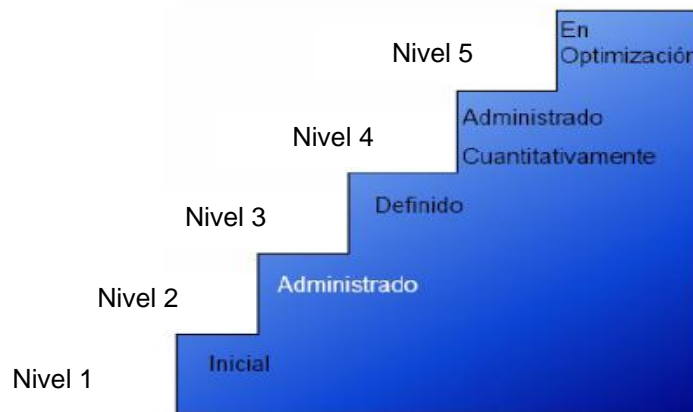 En
Optimización
Nivel 5
Administrado
Cuantitativamente
Nivel 4
Definido
Nivel 3
Administrado
Nivel 2
Inicial
Nivel 1